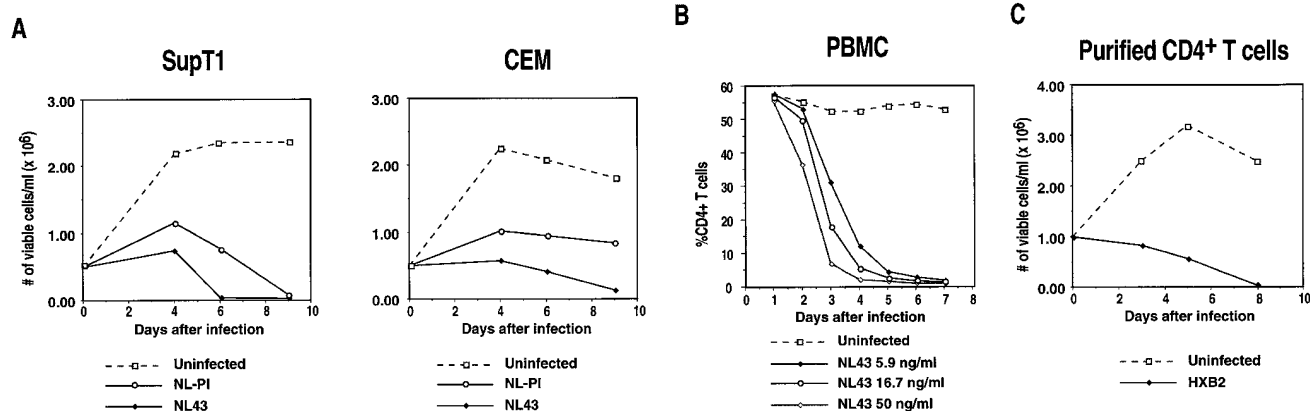 A
SupT1
# of viable cells/ml (x 10⁶)
3.00
2.00
1.00
0.00
0 2 4 6 8 10
Days after infection
Uninfected
NL-PI
NL43
CEM
# of viable cells/ml (x 10⁶)
3.00
2.00
1.00
0.00
0 2 4 6 8 10
Days after infection
Uninfected
NL-PI
NL43
B
PBMC
%CD4+ T cells
60
50
40
30
20
10
0
0 1 2 3 4 5 6 7 8
Days after infection
Uninfected
NL43 5.9 ng/ml
NL43 16.7 ng/ml
NL43 50 ng/ml
C
Purified CD4⁺ T cells
# of viable cells/ml (x 10⁶)
4.00
3.00
2.00
1.00
0.00
0 2 4 6 8 10
Days after infection
Uninfected
HXB2